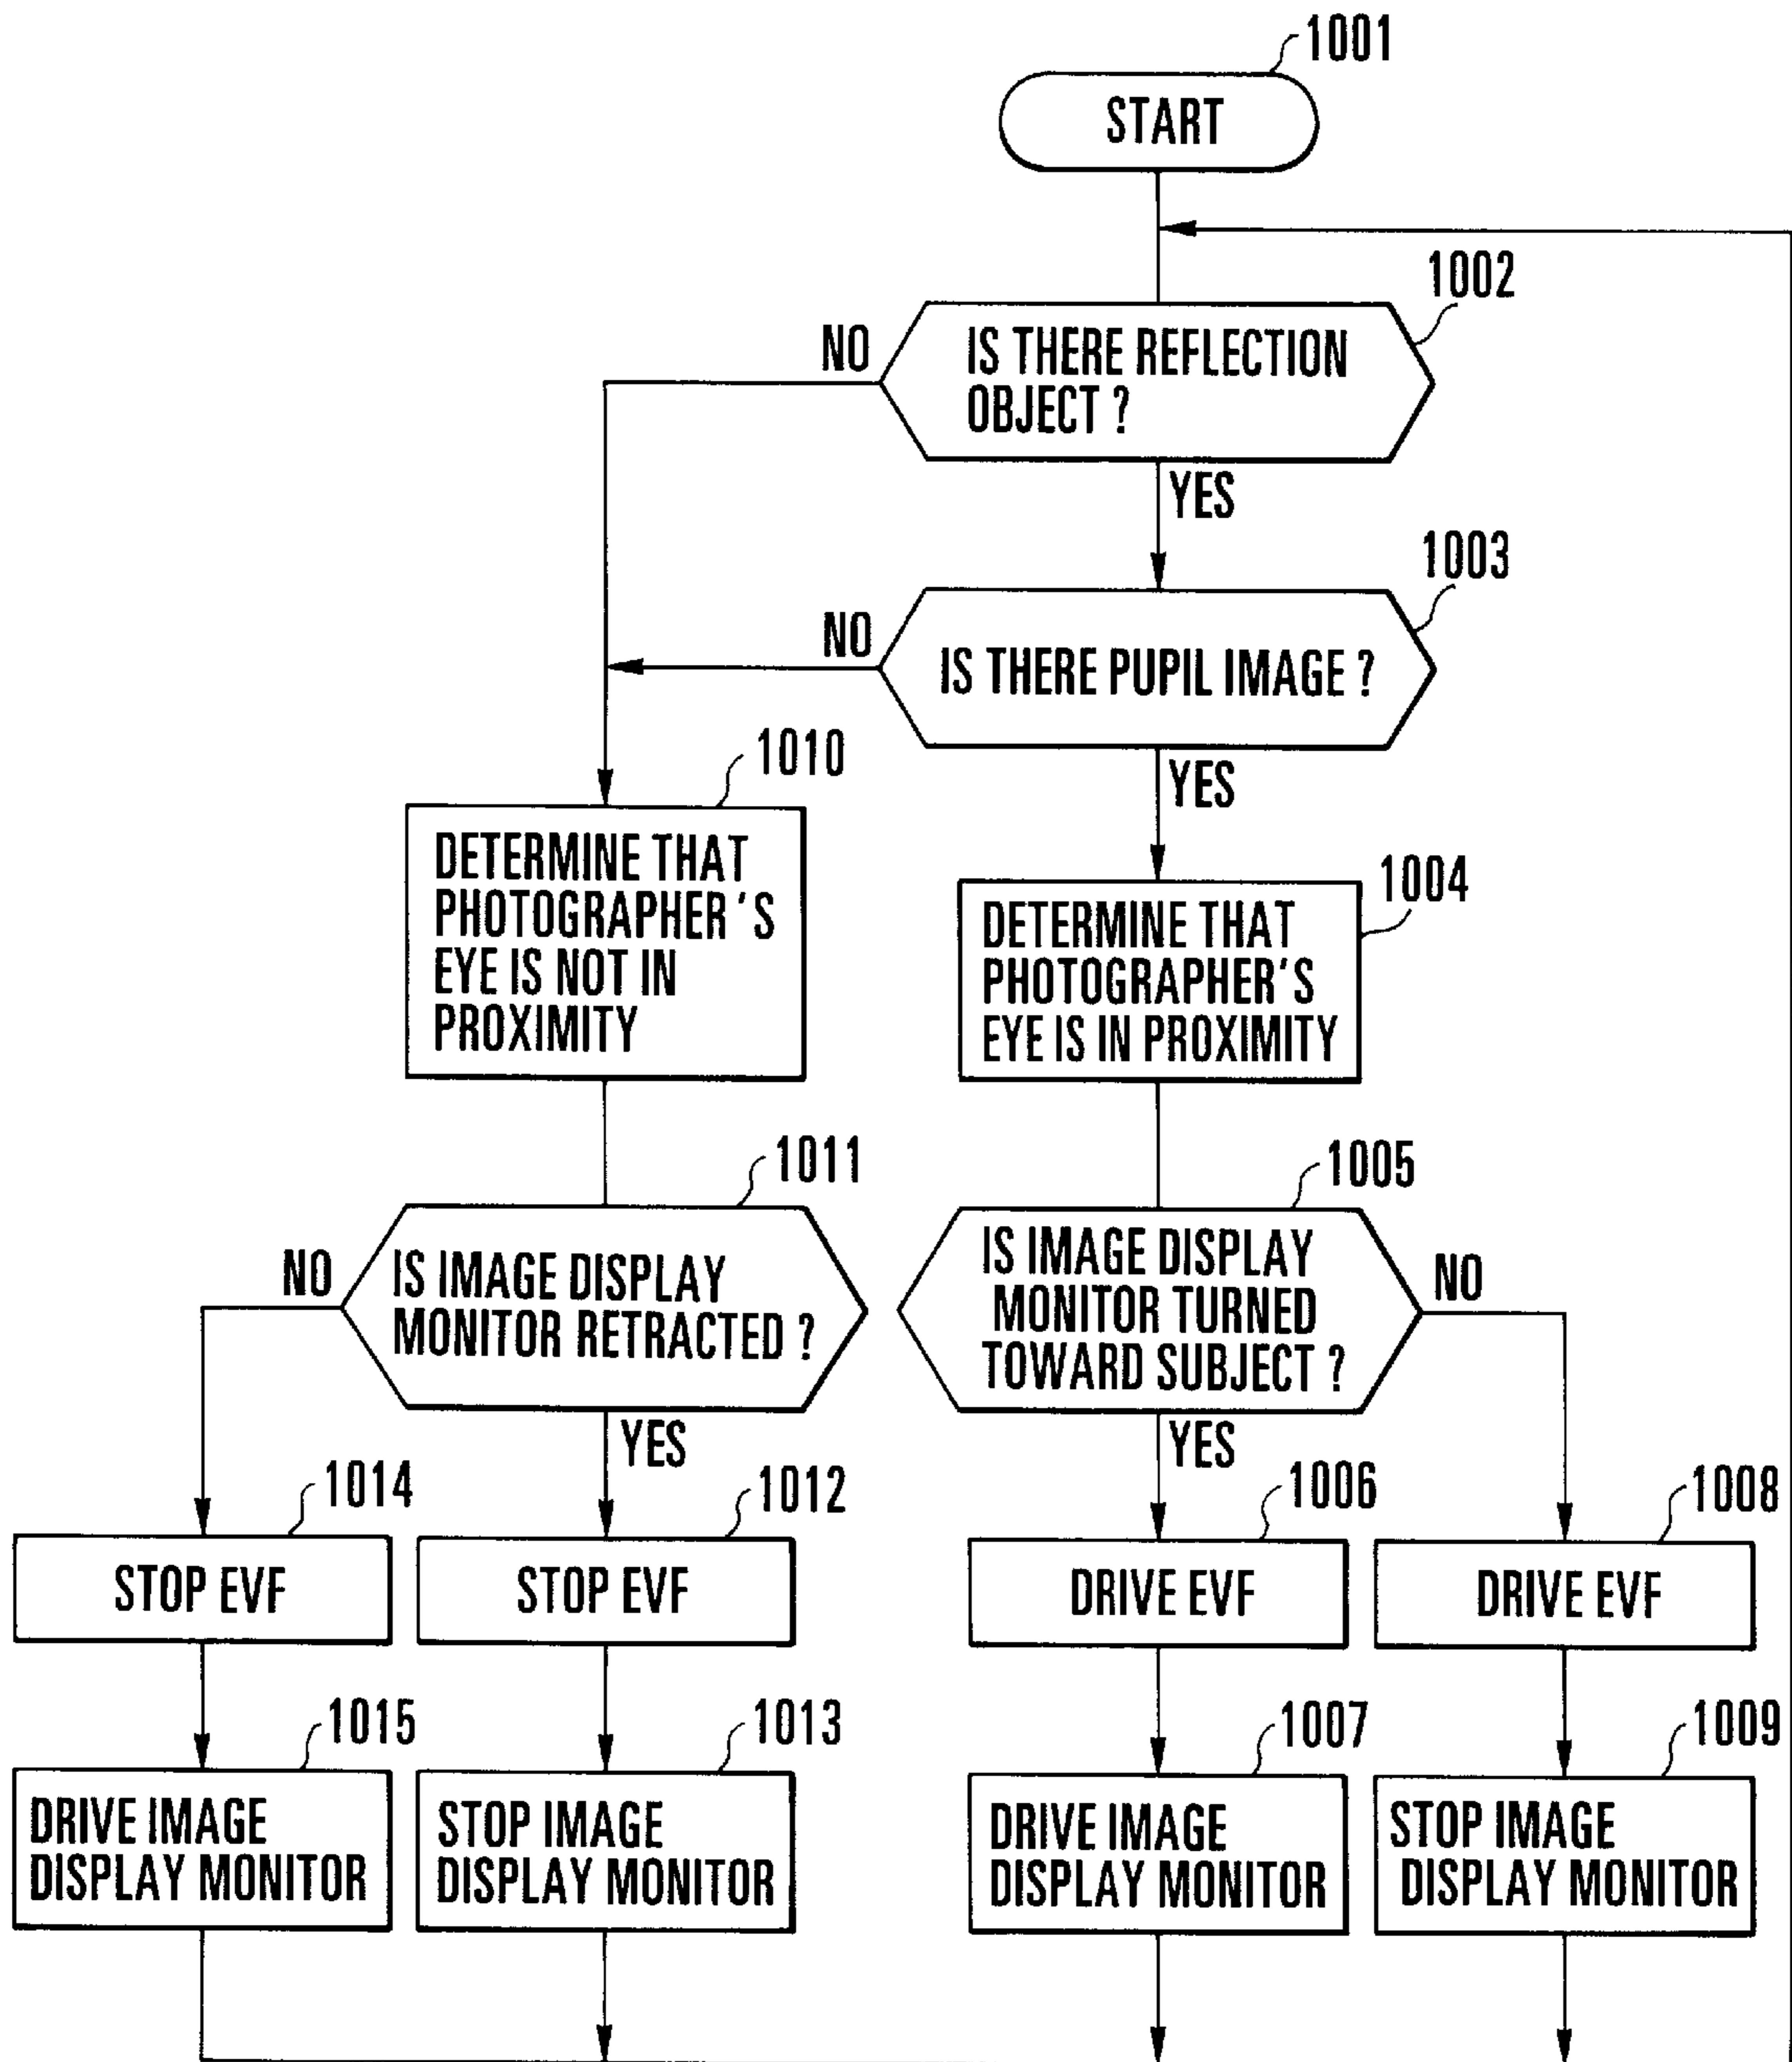 1001
START
1002
NO
IS THERE REFLECTION
OBJECT ?
YES
1003
NO
IS THERE PUPIL IMAGE ?
YES
1010
DETERMINE THAT
PHOTOGRAPHER'S
EYE IS NOT IN
PROXIMITY
1004
DETERMINE THAT
PHOTOGRAPHER'S
EYE IS IN PROXIMITY
1011
NO
IS IMAGE DISPLAY
MONITOR RETRACTED ?
YES
1005
IS IMAGE DISPLAY
MONITOR TURNED
TOWARD SUBJECT ?
NO
YES
1014
STOP EVF
1012
STOP EVF
1006
DRIVE EVF
1008
DRIVE EVF
1015
DRIVE IMAGE
DISPLAY MONITOR
1013
STOP IMAGE
DISPLAY MONITOR
1007
DRIVE IMAGE
DISPLAY MONITOR
1009
STOP IMAGE
DISPLAY MONITOR